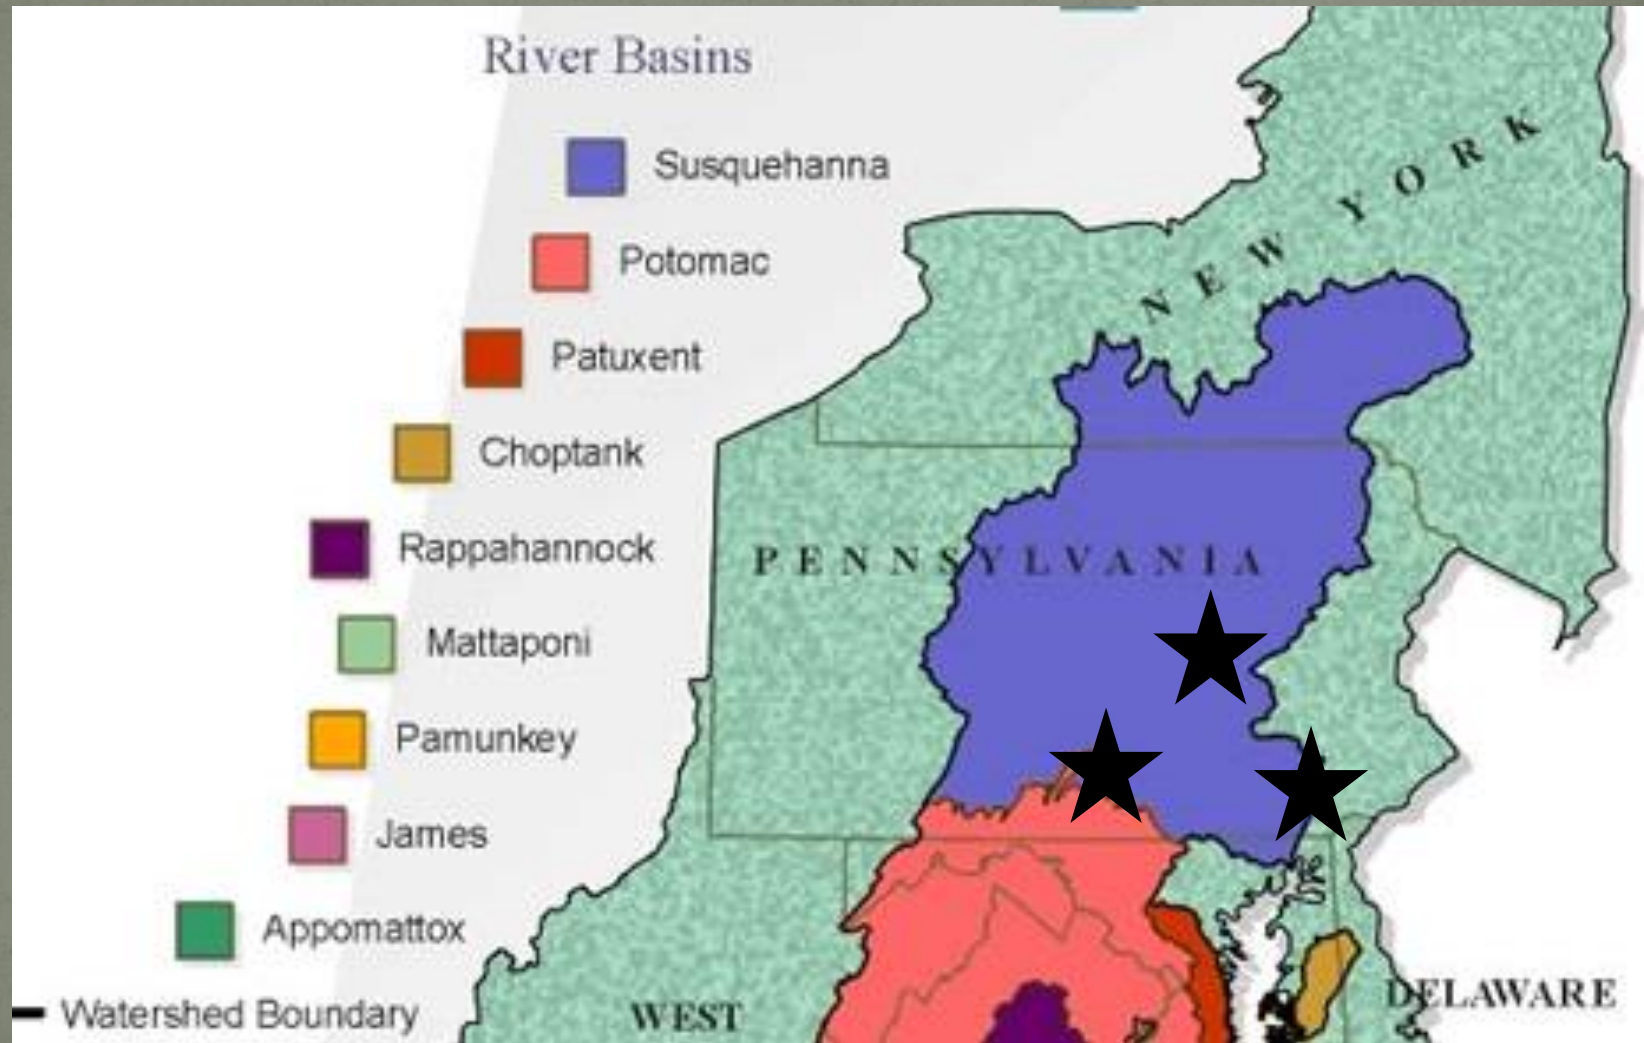 River Basins
Susquehanna
Potomac
Patuxent
Choptank
Rappahannock
Mattaponi
Pamunkey
James
Appomattox
Watershed Boundary
NEW YORK
PENNSYLVANIA
WEST
DELAWARE